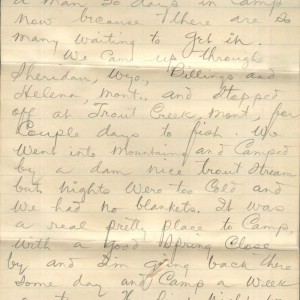 a man 30 days in Camp
now because there are so
many waiting to get in.
We Came up through
Sheridan, Wyo, Billings and
Helena, Mont. and stopped
off at Trout Creek, Mont, for
Couple days to fish. We
went into Mountains and Camped
by a dam nice trout Stream
but nights were too Cold and
we had no blankets. It was
a real pretty place to Camp,
with a good Spring Close
by and I'm going back there
Some day and Camp a Week